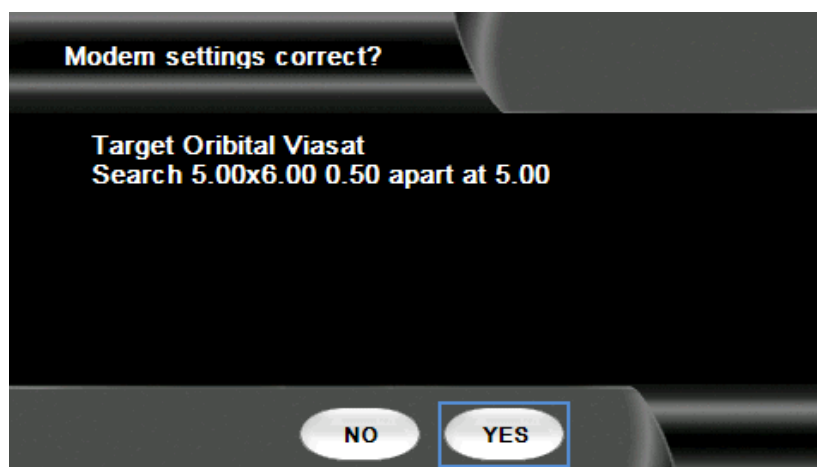 Modem settings correct?
Target Oribital Viasat
Search 5.00x6.00 0.50 apart at 5.00
NO
YES